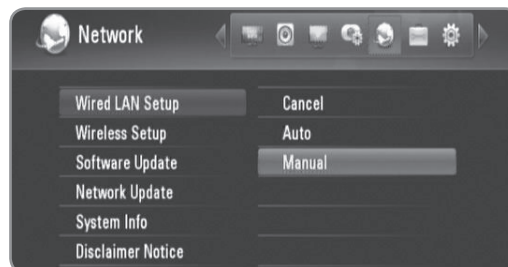 Network
Wired LAN Setup
Cancel
Wireless Setup
Auto
Software Update
Manual
Network Update
System Info
Disclaimer Notice